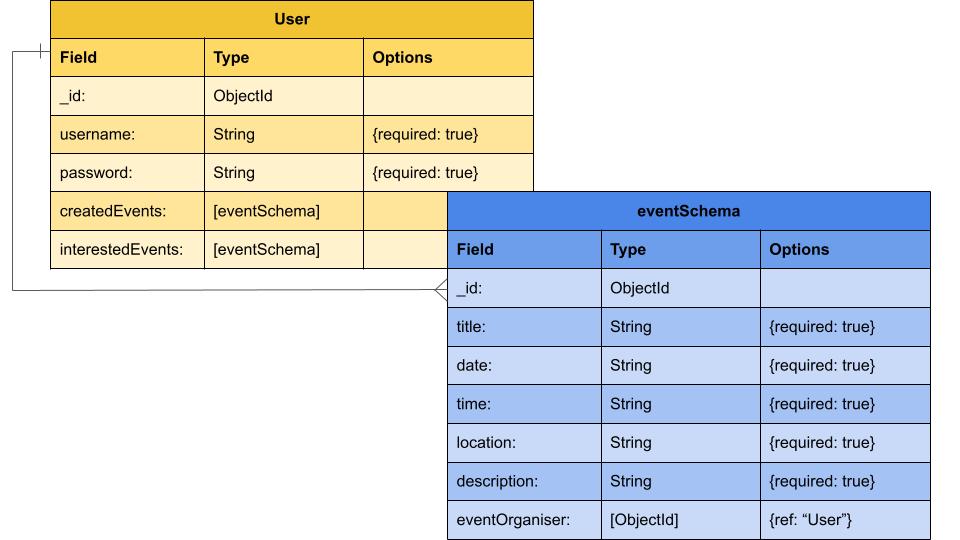 User
Field Type Options
_id: ObjectId
username: String {required: true}
password: String {required: true}
createdEvents: [eventSchema]
interestedEvents: [eventSchema]
eventSchema
Field Type Options
_id: ObjectId
title: String {required: true}
date: String {required: true}
time: String {required: true}
location: String {required: true}
description: String {required: true}
eventOrganiser: [ObjectId] {ref: “User”}